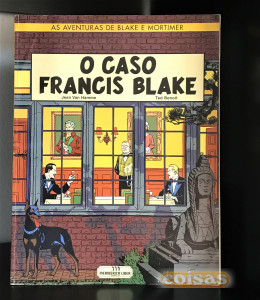 AS AVENTURAS DE BLAKE E MORTIMER
O CASO
FRANCIS BLAKE
Jean Van Hamme
Ted Benoit
coisas